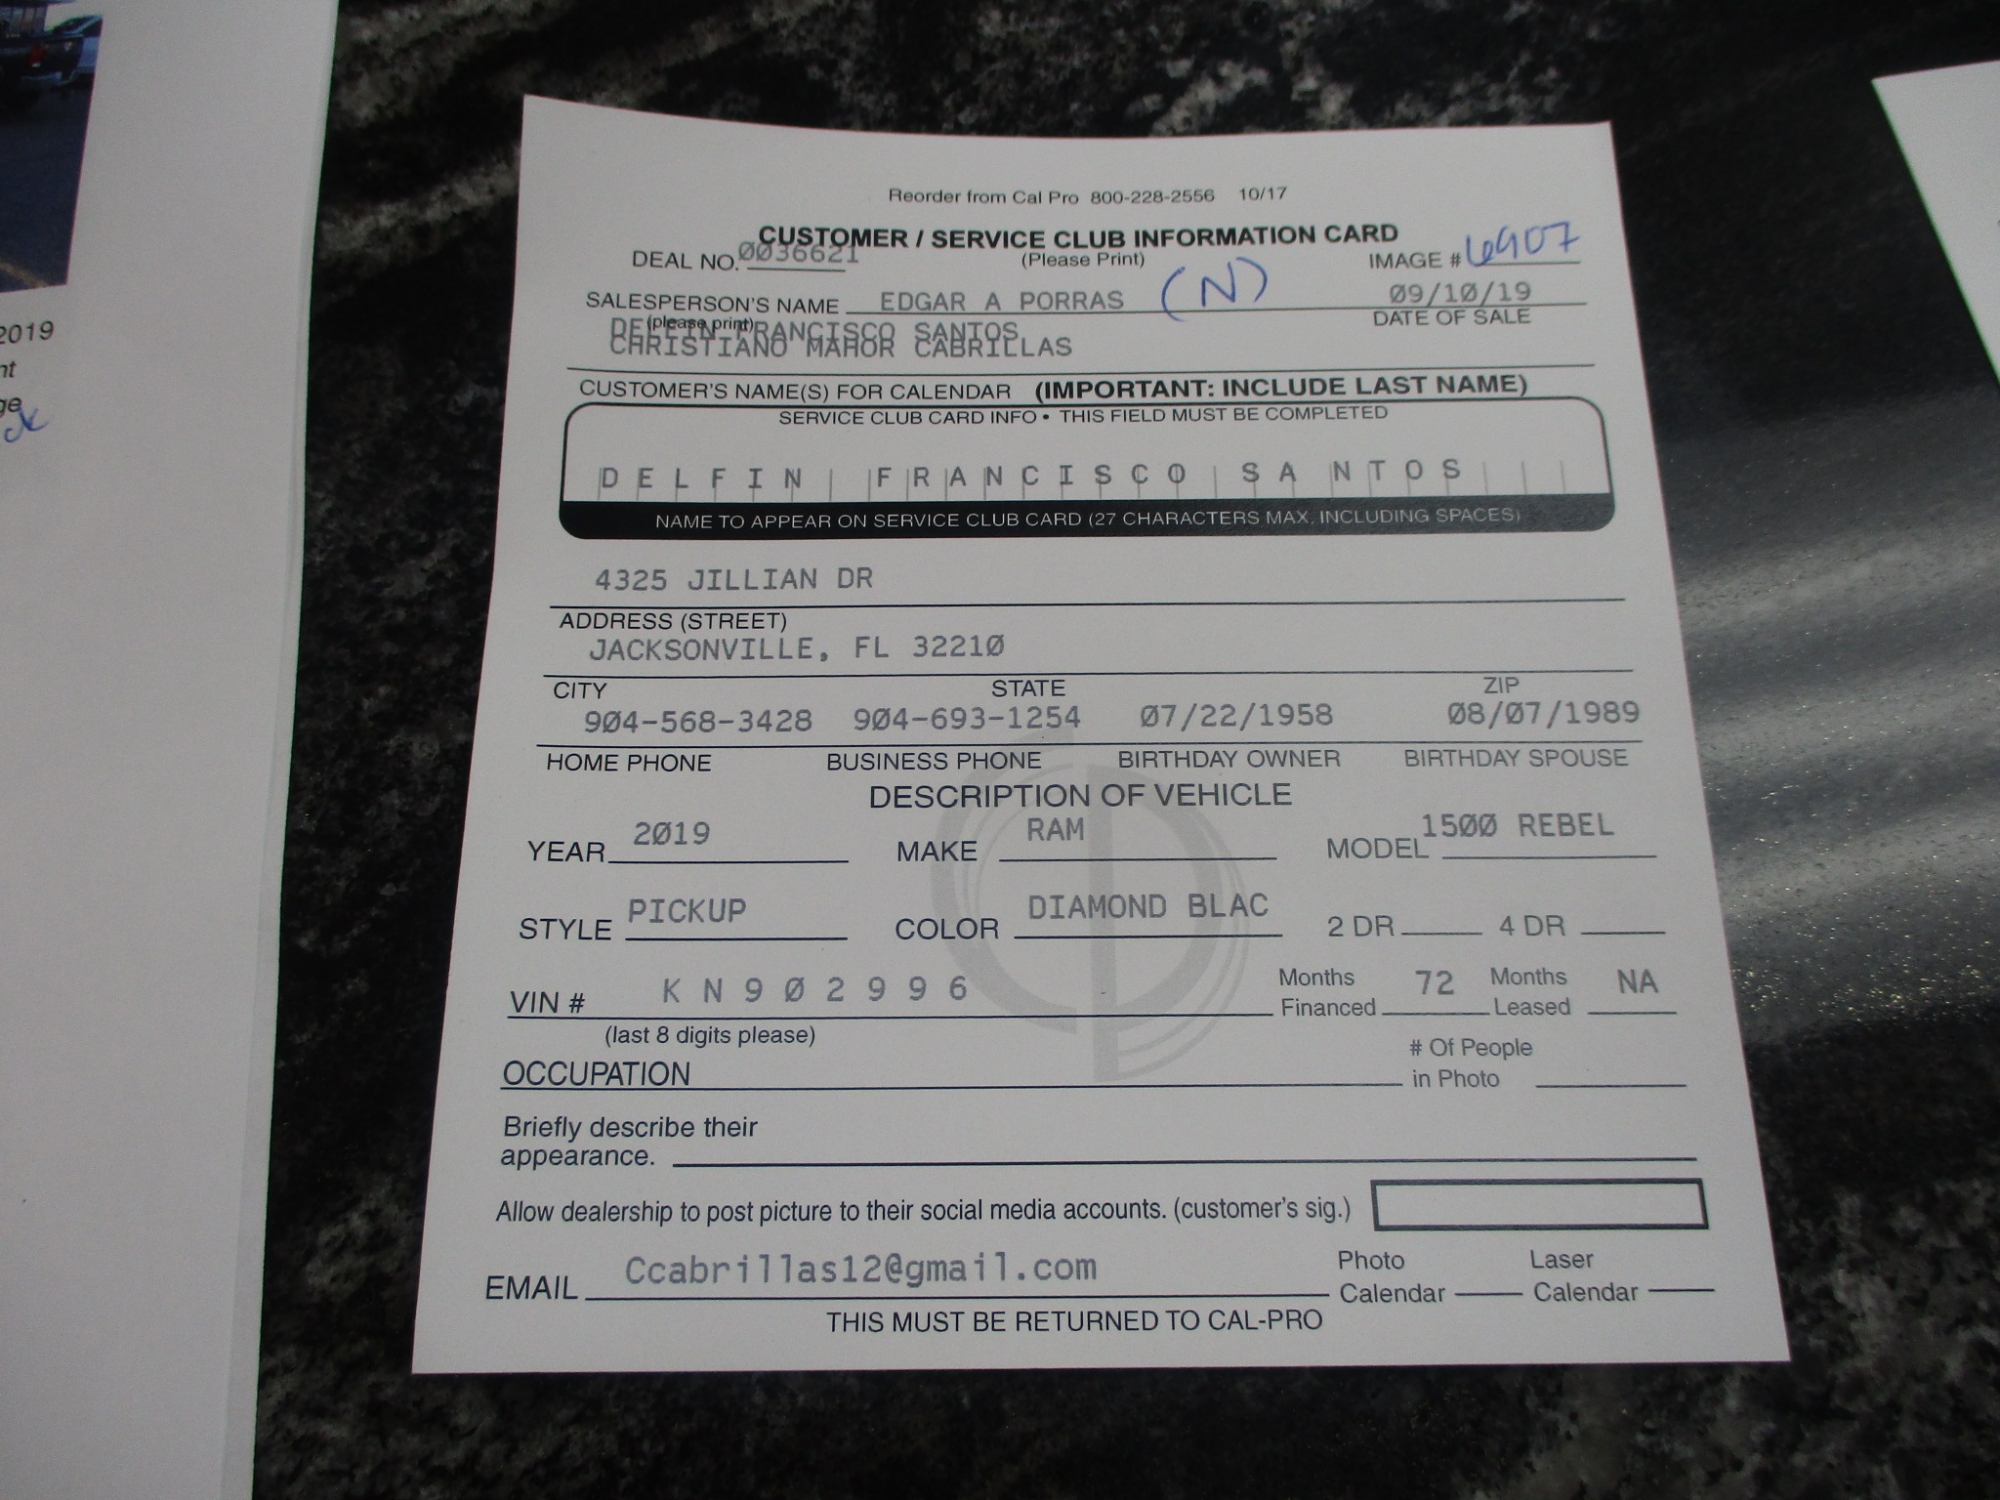 2019
nt
ge
ck
Reorder from Cal Pro 800-228-2556 10/17
CUSTOMER / SERVICE CLUB INFORMATION CARD
DEAL NO. 0036621 (Please Print) IMAGE # 6907
SALESPERSON'S NAME EDGAR A PORRAS (N) 09/10/19
(please print) DATE OF SALE
DELFIN FRANCISCO SANTOS
CHRISTIANO MAHOR CABRILLAS
CUSTOMER'S NAME(S) FOR CALENDAR (IMPORTANT: INCLUDE LAST NAME)
SERVICE CLUB CARD INFO • THIS FIELD MUST BE COMPLETED
DELFIN FRANCISCO SANTOS
NAME TO APPEAR ON SERVICE CLUB CARD (27 CHARACTERS MAX. INCLUDING SPACES)
4325 JILLIAN DR
ADDRESS (STREET)
JACKSONVILLE, FL 32210
CITY STATE ZIP
904-568-3428 904-693-1254 07/22/1958 08/07/1989
HOME PHONE BUSINESS PHONE BIRTHDAY OWNER BIRTHDAY SPOUSE
DESCRIPTION OF VEHICLE
YEAR 2019 MAKE RAM MODEL 1500 REBEL
STYLE PICKUP COLOR DIAMOND BLAC 2 DR 4 DR
VIN # KN902996 Months Financed 72 Months Leased NA
(last 8 digits please)
OCCUPATION # Of People in Photo
Briefly describe their
appearance.
Allow dealership to post picture to their social media accounts. (customer's sig.)
EMAIL Ccabrillas12@gmail.com Photo Calendar Laser Calendar
THIS MUST BE RETURNED TO CAL-PRO